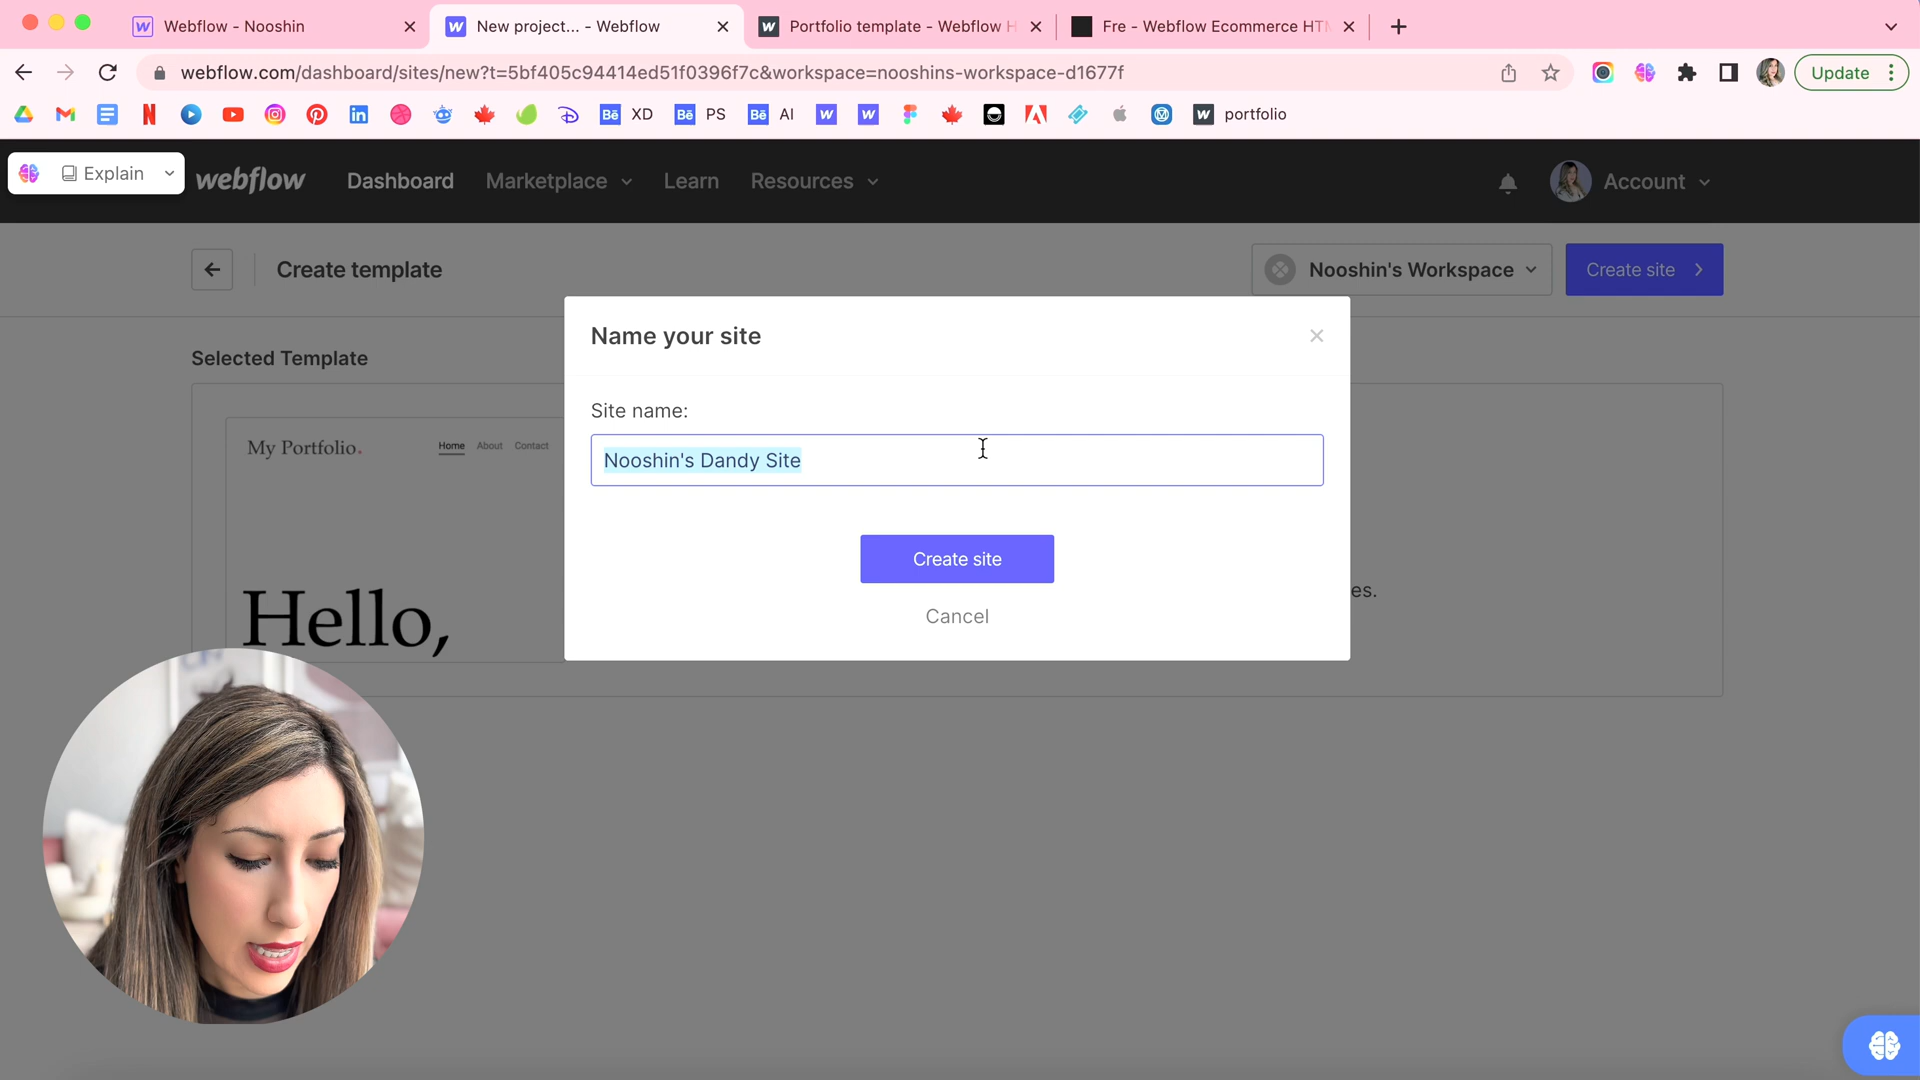 Webflow - Nooshin
New project... - Webflow
Portfolio template - Webflow H
Fre - Webflow Ecommerce HTM
webflow.com/dashboard/sites/new?t=5bf405c94414ed51f0396f7c&workspace=nooshins-workspace-d1677f
Update
XD
PS
AI
portfolio
Explain
webflow
Dashboard
Marketplace
Learn
Resources
Account
Create template
Nooshin's Workspace
Create site
Selected Template
My Portfolio.
Home
About
Contact
Hello,
Name your site
Site name:
Nooshin's Dandy Site
Create site
Cancel
es.